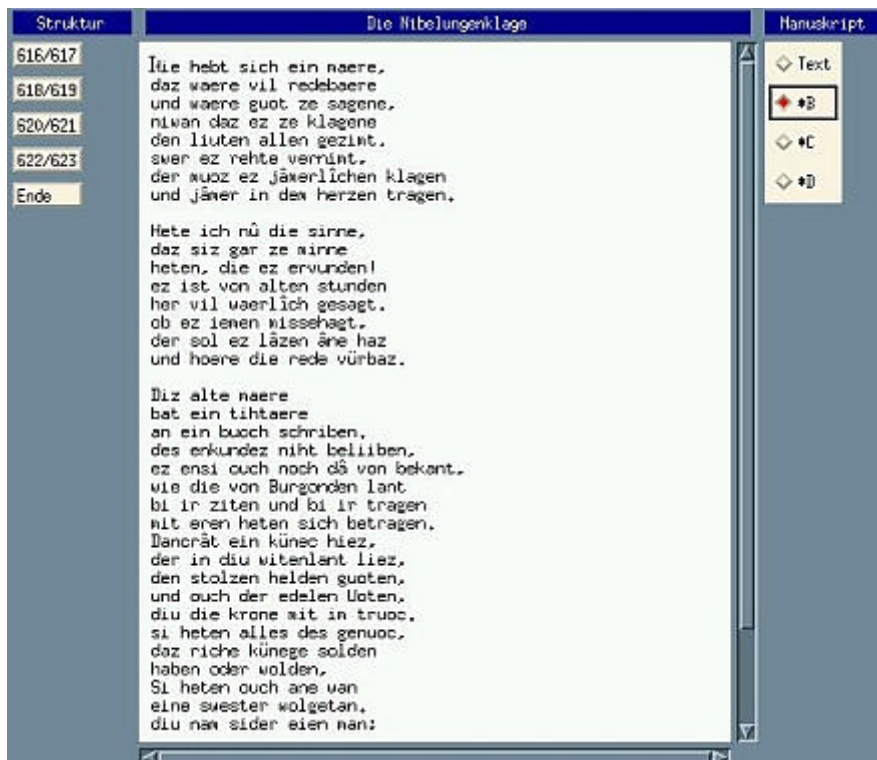 Struktur
Die Nibelungenklage
Manuskript
616/617
618/619
620/621
622/623
Ende
Text
*B
*C
*D
hebt sich ein maere,
daz waere vil redebaere
und waere guot ze sagene,
niwan daz ez ze klagene
den liuten allen gezimt.
swer ez rehte vernimt,
der muoz ez jâmerlîchen klagen
und jâmer in dem herzen tragen.
Hete ich nû die sinne,
daz siz gar ze minne
heten, die ez ervunden!
ez ist von alten stunden
her vil waerlîch gesagt.
ob ez iemen missehagt,
der sol ez lâzen âne haz
und hoere die rede vürbaz.
Diz alte maere
bat ein tihtaere
an ein buoch schriben,
des enkundez niht beliiben,
ez ensi ouch noch dâ von bekant,
wie die von Burgonden lant
bi ir ziten und bi ir tragen
mit eren heten sich betragen.
Dancrât ein künec hiez,
der in diu witenlant liez,
den stolzen helden guoten,
und ouch der edelen Uoten,
diu die krone mit im truoc.
si heten alles des genuoc,
daz riche künege solden
haben oder wolden,
Si heten ouch ane wan
eine swester wolgetan,
diu nam sider eien man: